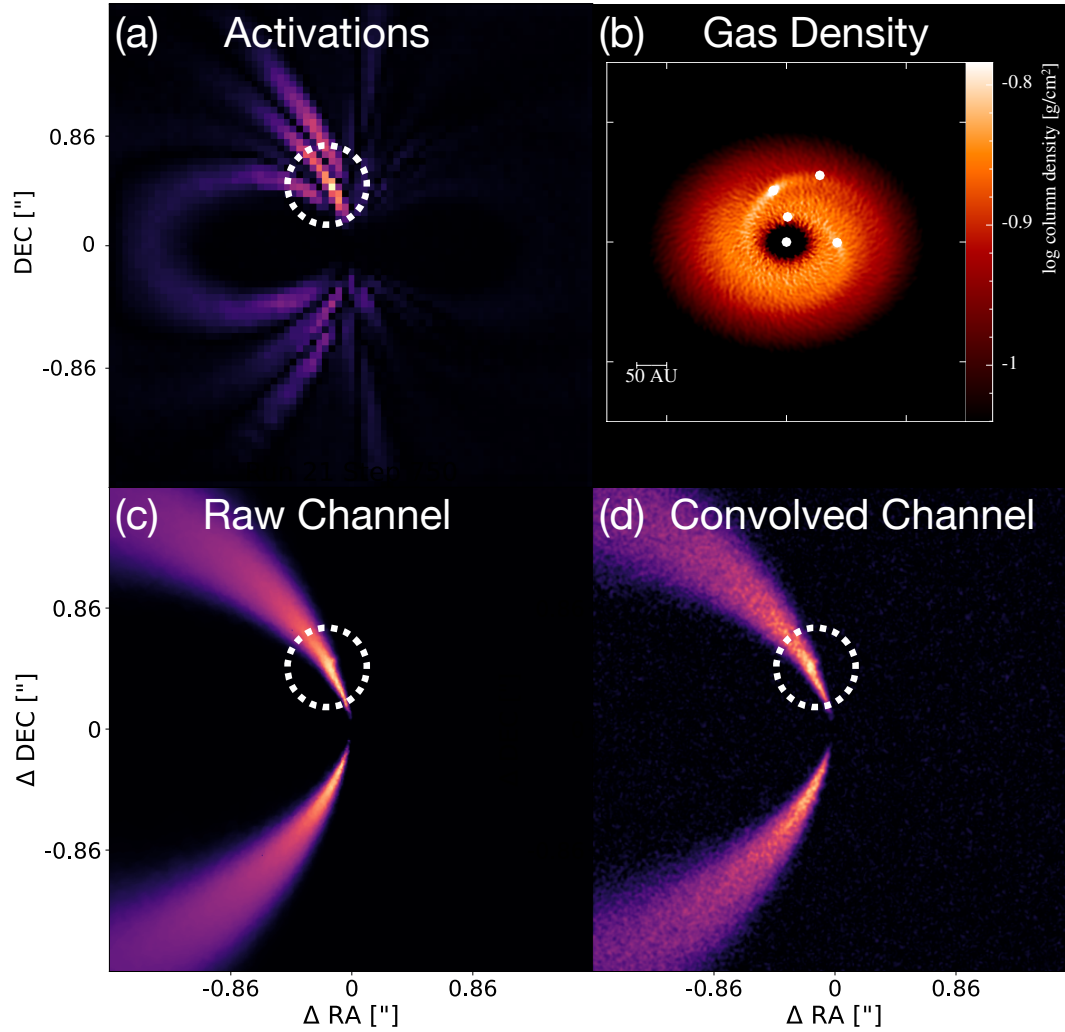 (a) Activations
(b) Gas Density
DEC ["]
0.86
0
-0.86
50 AU
-0.8
-0.9
-1
log column density [g/cm²]
(c) Raw Channel
(d) Convolved Channel
Δ DEC ["]
0.86
0
-0.86
-0.86
0
0.86
Δ RA ["]
-0.86
0
0.86
Δ RA ["]